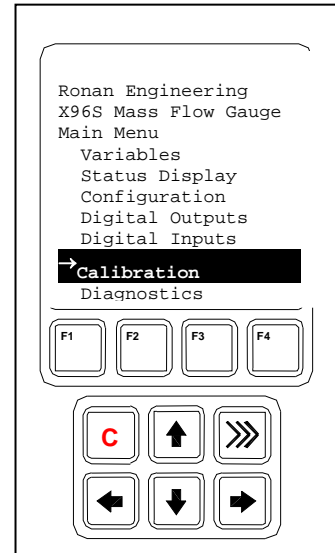 Ronan Engineering
X96S Mass Flow Gauge
Main Menu
Variables
Status Display
Configuration
Digital Outputs
Digital Inputs
→Calibration
Diagnostics
F1 F2 F3 F4
C